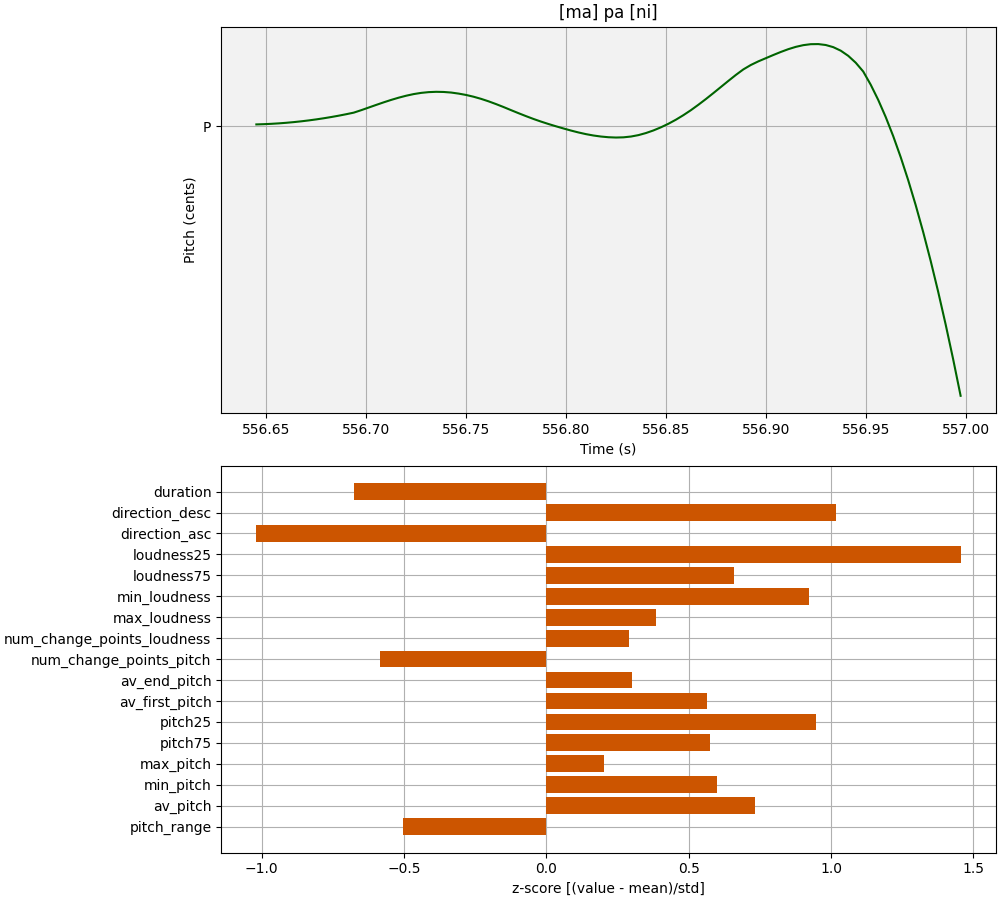 [ma] pa [ni]
P
Pitch (cents)
556.65 556.70 556.75 556.80 556.85 556.90 556.95 557.00
Time (s)
duration
direction_desc
direction_asc
loudness25
loudness75
min_loudness
max_loudness
num_change_points_loudness
num_change_points_pitch
av_end_pitch
av_first_pitch
pitch25
pitch75
max_pitch
min_pitch
av_pitch
pitch_range
−1.0 −0.5 0.0 0.5 1.0 1.5
z-score [(value - mean)/std]